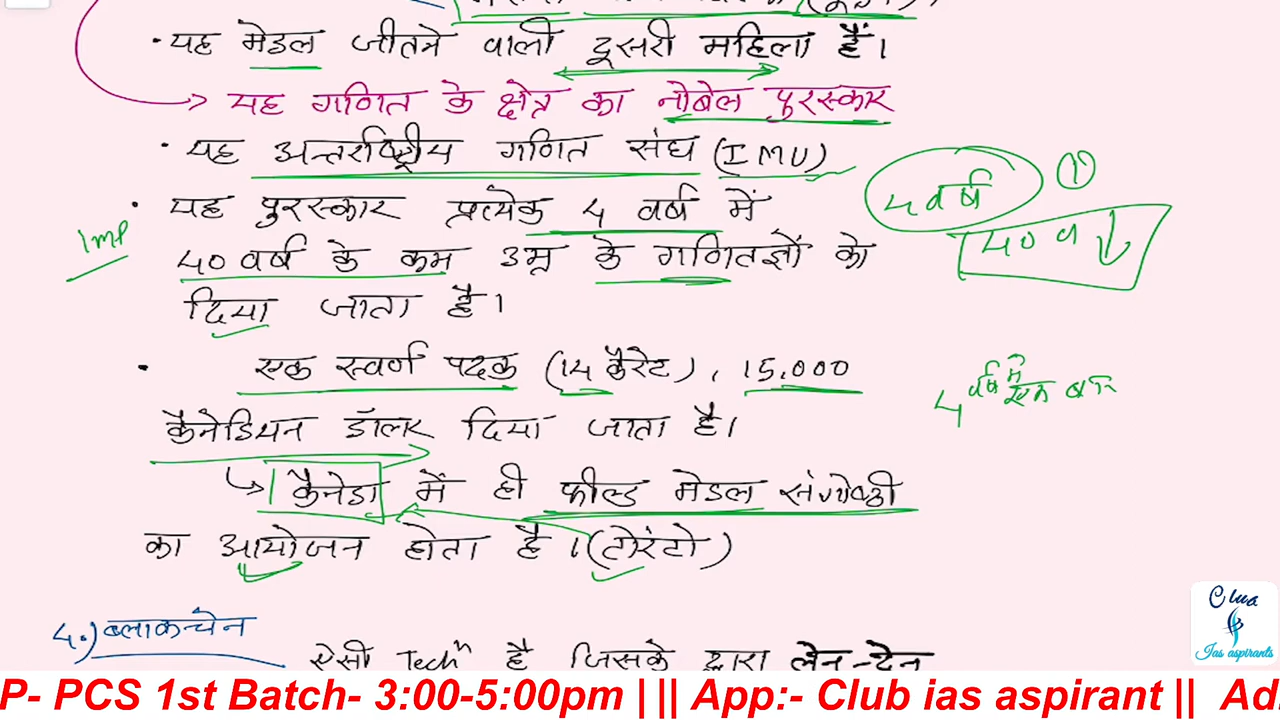 • यह मेडल जीतने वाली दूसरी महिला हैं।
→ यह गणित के क्षेत्र का नोबेल पुरस्कार
• यह अन्तर्राष्ट्रीय गणित संघ (IMU)
4 वर्ष ①
• यह पुरस्कार प्रत्येक 4 वर्ष में
Imp
40 व ↓
40 वर्ष के कम उम्र के गणितज्ञों को
दिया जाता है।
• एक स्वर्ण पदक (14 कैरेट), 15,000
4 वर्ष में एक बार
कैनेडियन डॉलर दिया जाता है।
↳ कैनेडा में ही फील्ड मेडल संगोष्ठी
का आयोजन होता है। (टोरंटो)
4.) ब्लाकचेन
ऐसी Techⁿ है जिसके द्वारा लेन-देन
Club
Ias aspirants
P- PCS 1st Batch- 3:00-5:00pm | || App:- Club ias aspirant || Ad